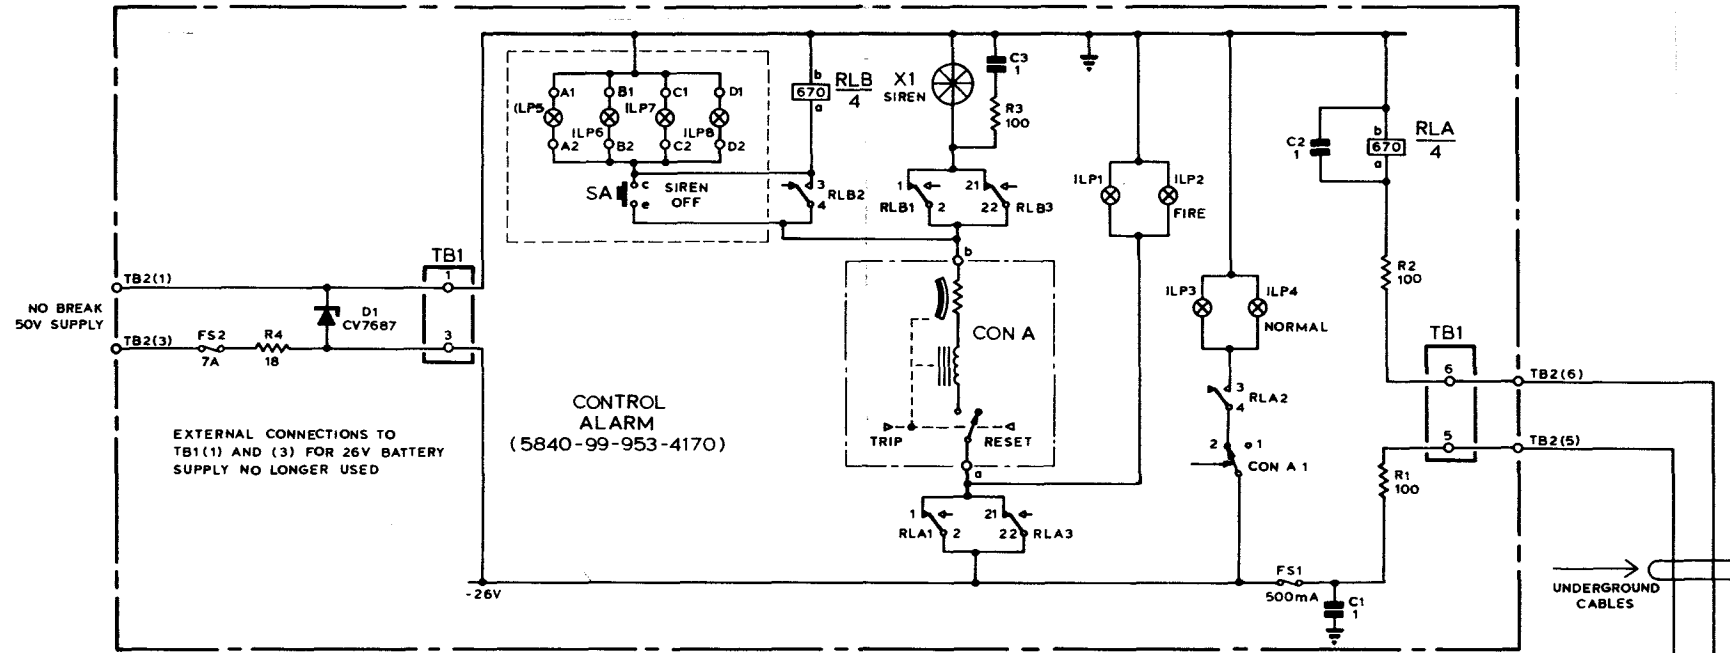 A1
B1
C1
D1
ILP5
ILP6
ILP7
ILP8
A2
B2
C2
D2
SA
c
e
SIREN
OFF
b
670
a
RLB
4
3
4
RLB2
X1
SIREN
C3
1
R3
100
1
RLB1
2
21
22
RLB3
ILP1
ILP2
FIRE
C2
1
b
670
a
RLA
4
R2
100
TB2(1)
NO BREAK
50V SUPPLY
TB2(3)
FS2
7A
R4
18
D1
CV7687
TB1
1
3
b
CON A
TRIP
RESET
a
ILP3
ILP4
NORMAL
3
4
RLA2
2
1
CON A 1
TB1
6
5
TB2(6)
TB2(5)
R1
100
CONTROL
ALARM
(5840-99-953-4170)
EXTERNAL CONNECTIONS TO
TB1(1) AND (3) FOR 26V BATTERY
SUPPLY NO LONGER USED
1
RLA1
2
21
22
RLA3
-26V
FS1
500mA
C1
1
UNDERGROUND
CABLES